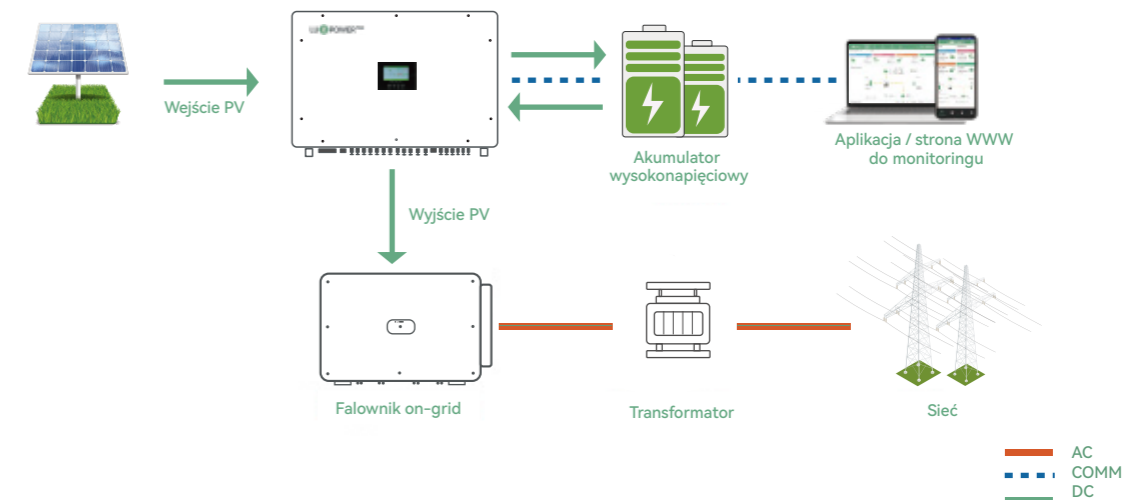 Wejście PV
Akumulator
wysokonapięciowy
Aplikacja / strona WWW
do monitoringu
Wyjście PV
Falownik on-grid
Transformator
Sieć
AC
COMM
DC